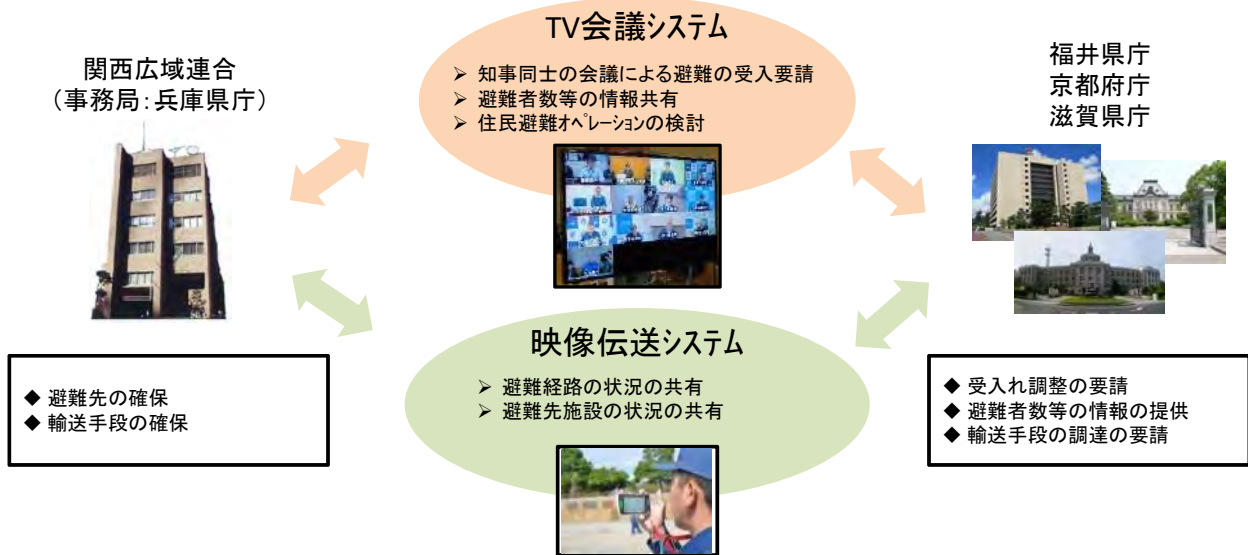 TV会議システム
➢ 知事同士の会議による避難の受入要請
➢ 避難者数等の情報共有
➢ 住民避難オペレーションの検討
関西広域連合
（事務局：兵庫県庁）
福井県庁
京都府庁
滋賀県庁
映像伝送システム
➢ 避難経路の状況の共有
➢ 避難先施設の状況の共有
◆ 避難先の確保
◆ 輸送手段の確保
◆ 受入れ調整の要請
◆ 避難者数等の情報の提供
◆ 輸送手段の調達の要請